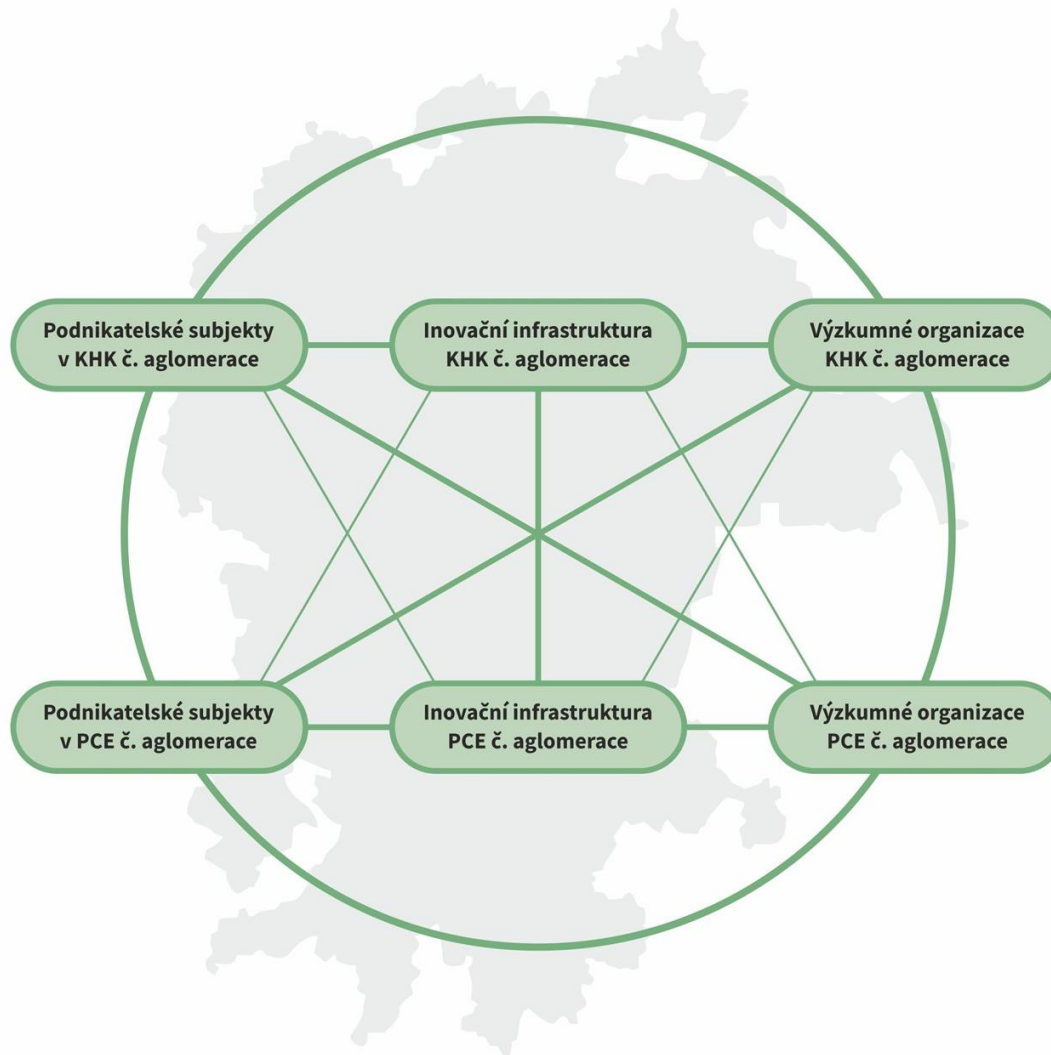 Podnikatelské subjekty
v KHK č. aglomerace
Inovační infrastruktura
KHK č. aglomerace
Výzkumné organizace
KHK č. aglomerace
Podnikatelské subjekty
v PCE č. aglomerace
Inovační infrastruktura
PCE č. aglomerace
Výzkumné organizace
PCE č. aglomerace